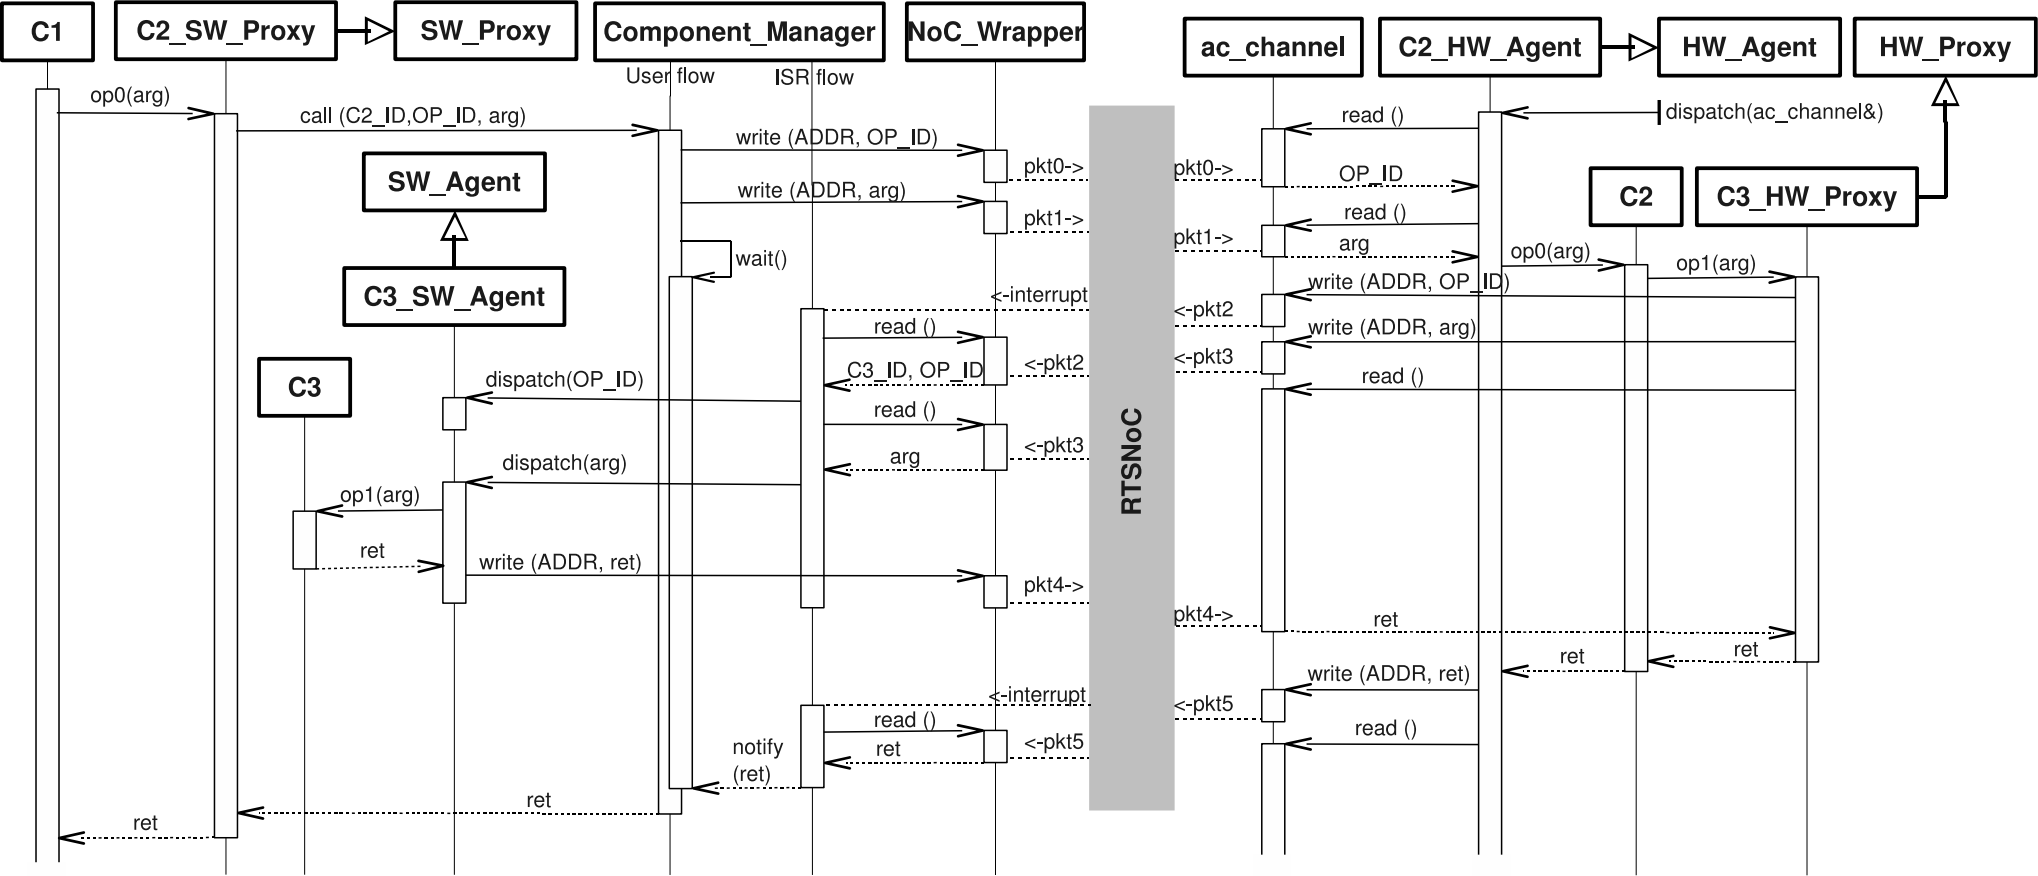 C1
C2_SW_Proxy
SW_Proxy
Component_Manager
NoC_Wrapper
ac_channel
C2_HW_Agent
HW_Agent
HW_Proxy
User flow
ISR flow
op0(arg)
call (C2_ID,OP_ID, arg)
write (ADDR, OP_ID)
pkt0->
pkt0->
read ()
dispatch(ac_channel&)
OP_ID
SW_Agent
write (ADDR, arg)
pkt1->
pkt1->
read ()
arg
C2
C3_HW_Proxy
wait()
op0(arg)
op1(arg)
C3_SW_Agent
<-interrupt
<-pkt2
write (ADDR, OP_ID)
read ()
<-pkt2
<-pkt3
write (ADDR, arg)
C3_ID, OP_ID
C3
dispatch(OP_ID)
read ()
read ()
<-pkt3
arg
RTSNoC
dispatch(arg)
op1(arg)
ret
write (ADDR, ret)
pkt4->
pkt4->
ret
ret
ret
write (ADDR, ret)
<-interrupt
<-pkt5
read ()
<-pkt5
read ()
ret
notify
(ret)
ret
ret